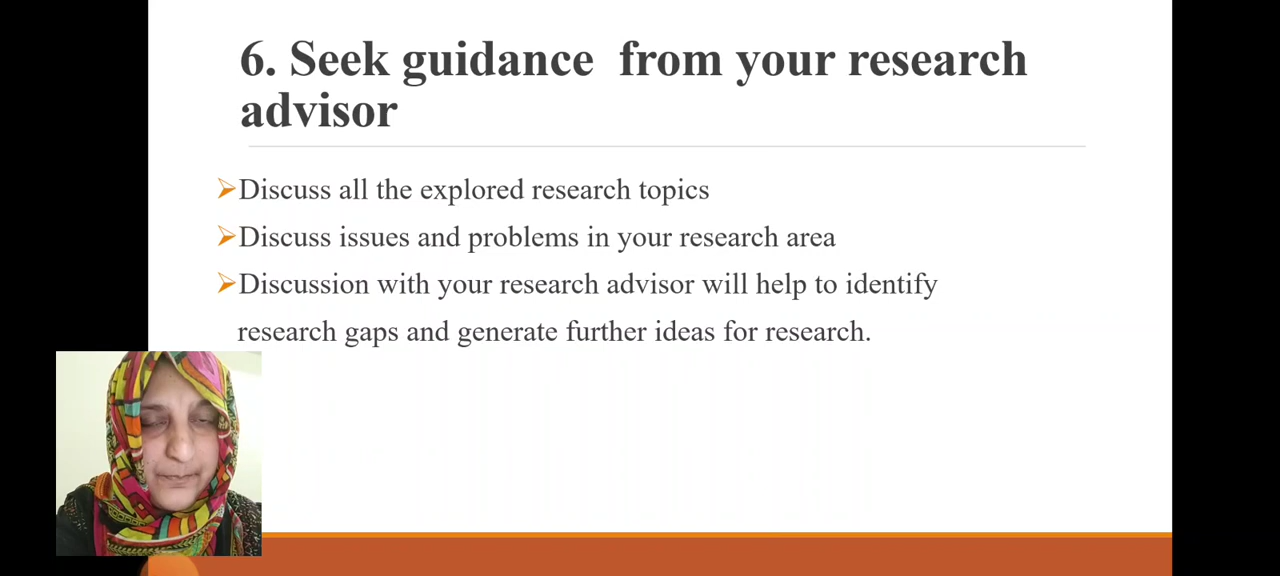 6. Seek guidance  from your research
advisor
Discuss all the explored research topics
Discuss issues and problems in your research area
Discussion with your research advisor will help to identify
research gaps and generate further ideas for research.